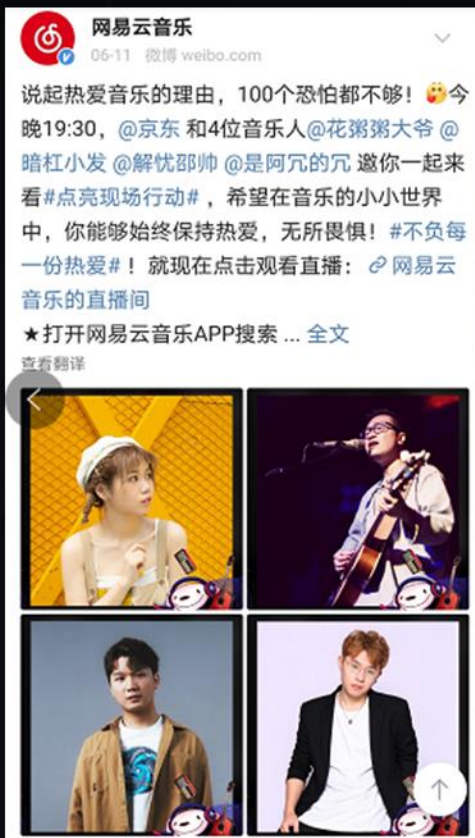 网易云音乐
06-11 微博 weibo.com
说起热爱音乐的理由，100个恐怕都不够！🤩今
晚19:30，@京东 和4位音乐人@花粥粥大爷 @
暗杠小发 @解忧邵帅 @是阿冗的冗 邀你一起来
看#点亮现场行动# ，希望在音乐的小小世界
中，你能够始终保持热爱，无所畏惧！#不负每
一份热爱# ！就现在点击观看直播： 网易云
音乐的直播间
★打开网易云音乐APP搜索 ... 全文
查看翻译